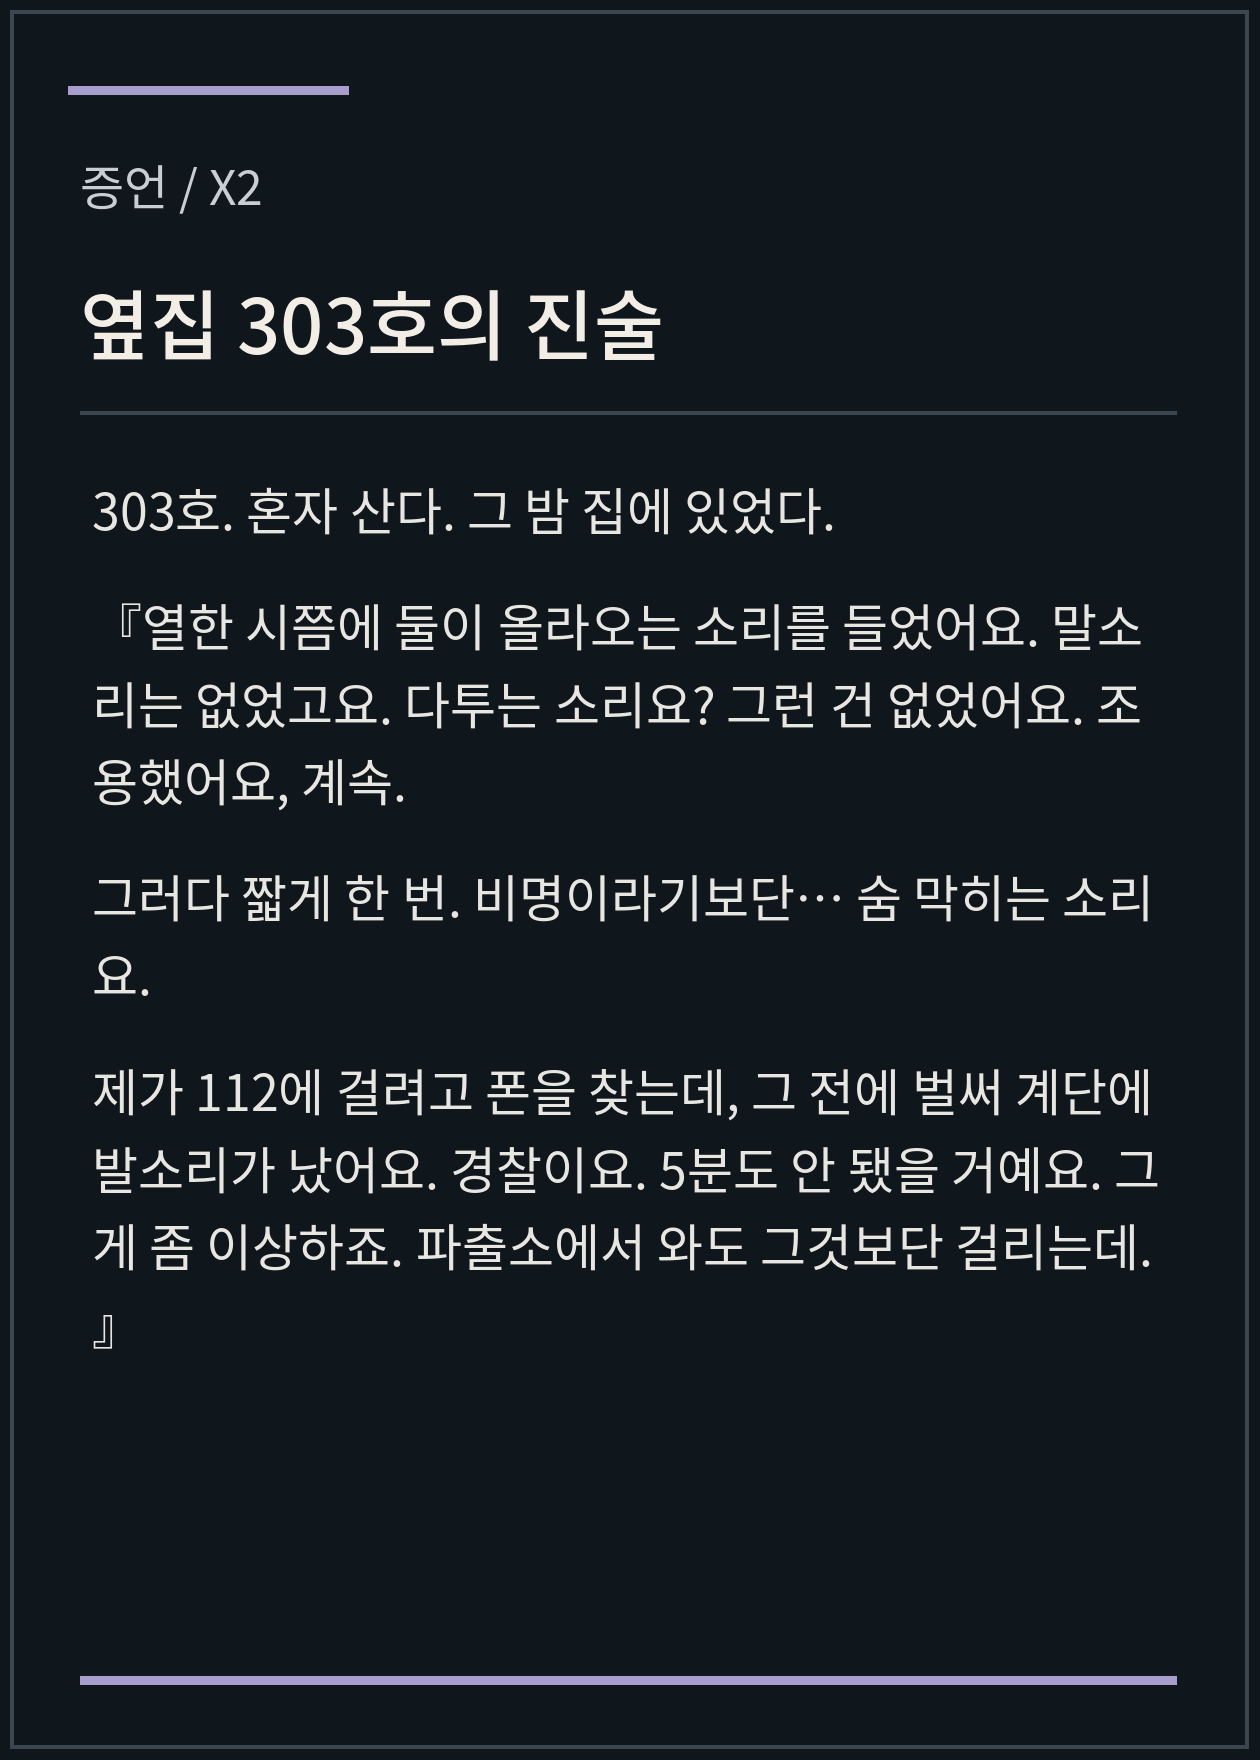 증언 / X2
옆집 303호의 진술
303호. 혼자 산다. 그 밤 집에 있었다.
『열한 시쯤에 둘이 올라오는 소리를 들었어요. 말소
리는 없었고요. 다투는 소리요? 그런 건 없었어요. 조
용했어요, 계속.
그러다 짧게 한 번. 비명이라기보단… 숨 막히는 소리
요.
제가 112에 걸려고 폰을 찾는데, 그 전에 벌써 계단에
발소리가 났어요. 경찰이요. 5분도 안 됐을 거예요. 그
게 좀 이상하죠. 파출소에서 와도 그것보단 걸리는데.
』